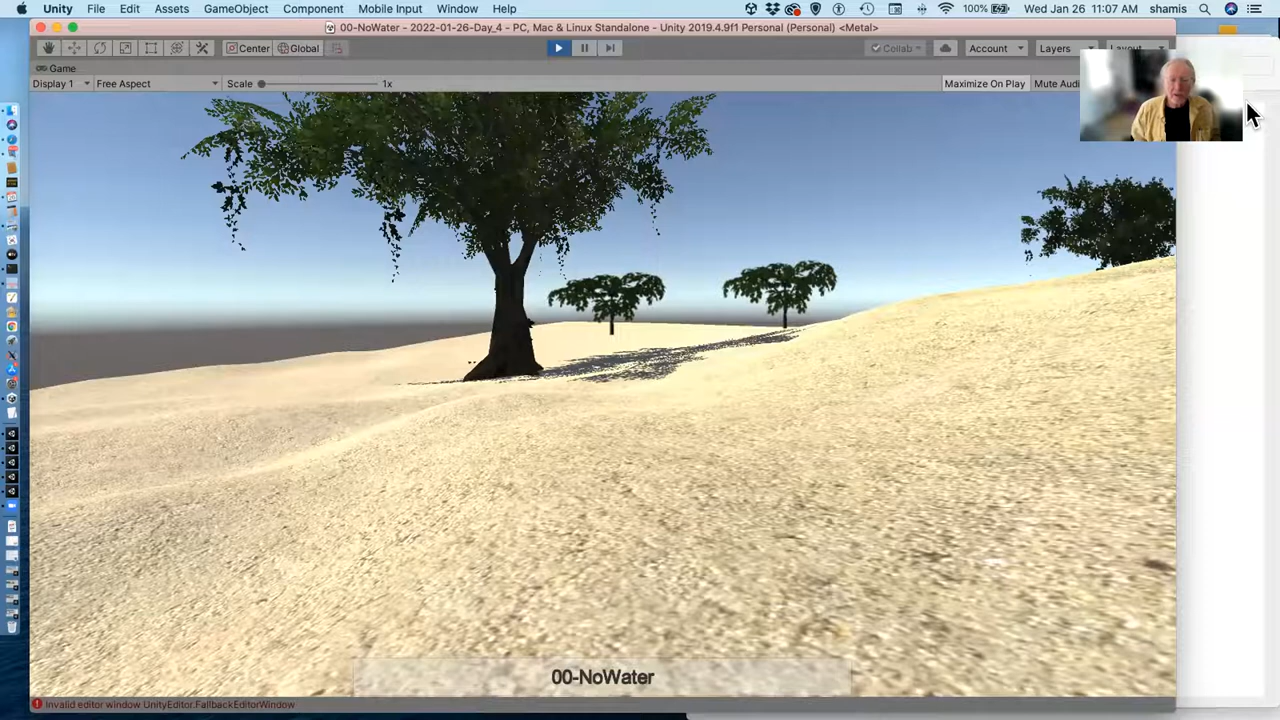 Unity File Edit Assets GameObject Component Mobile Input Window Help 100% Wed Jan 26 11:07 AM shamis
00-NoWater - 2022-01-26-Day_4 - PC, Mac & Linux Standalone - Unity 2019.4.9f1 Personal (Personal) <Metal>
Center Global Collab Account Layers Layout
Game
Display 1 Free Aspect Scale 1x Maximize On Play Mute Audi
00-NoWater
Invalid editor window UnityEditor.FallbackEditorWindow